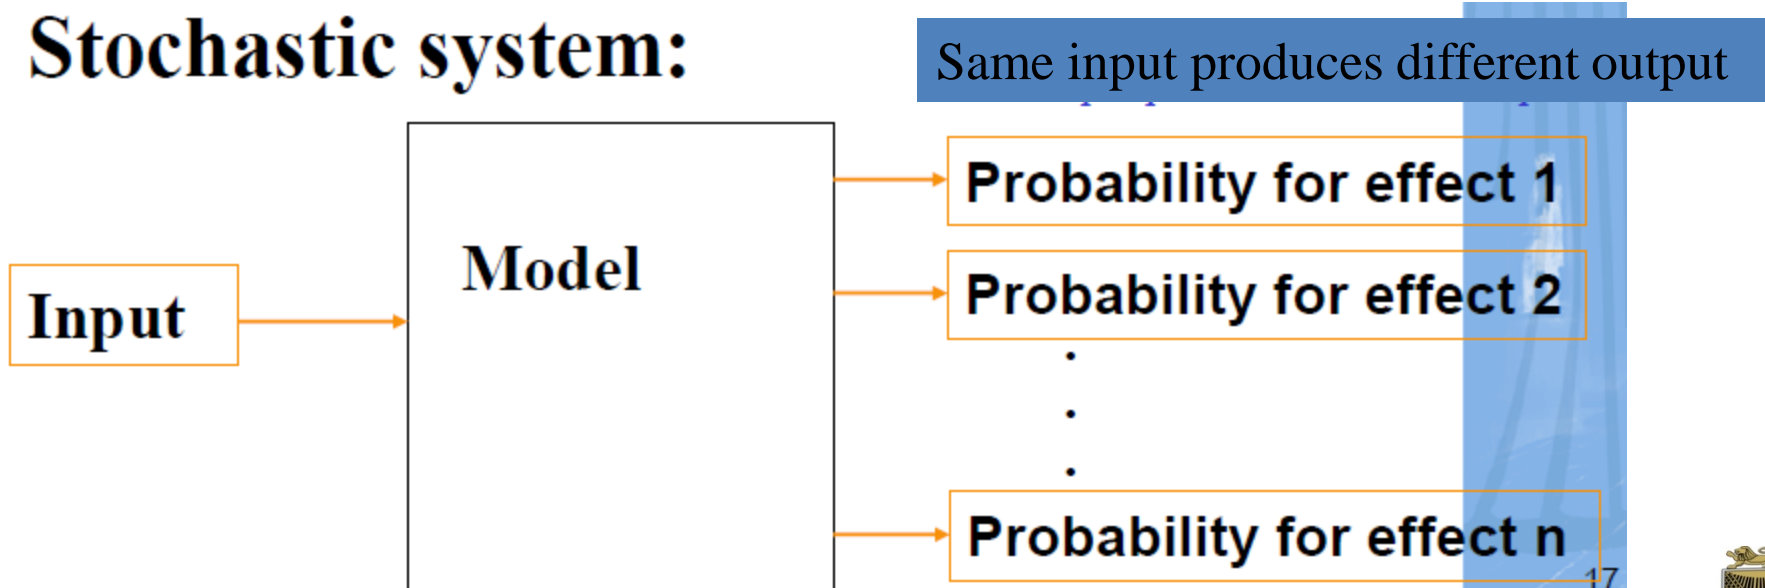 Stochastic system:
Same input produces different output
Probability for effect 1
Model
Probability for effect 2
Input
.
.
.
Probability for effect n
17